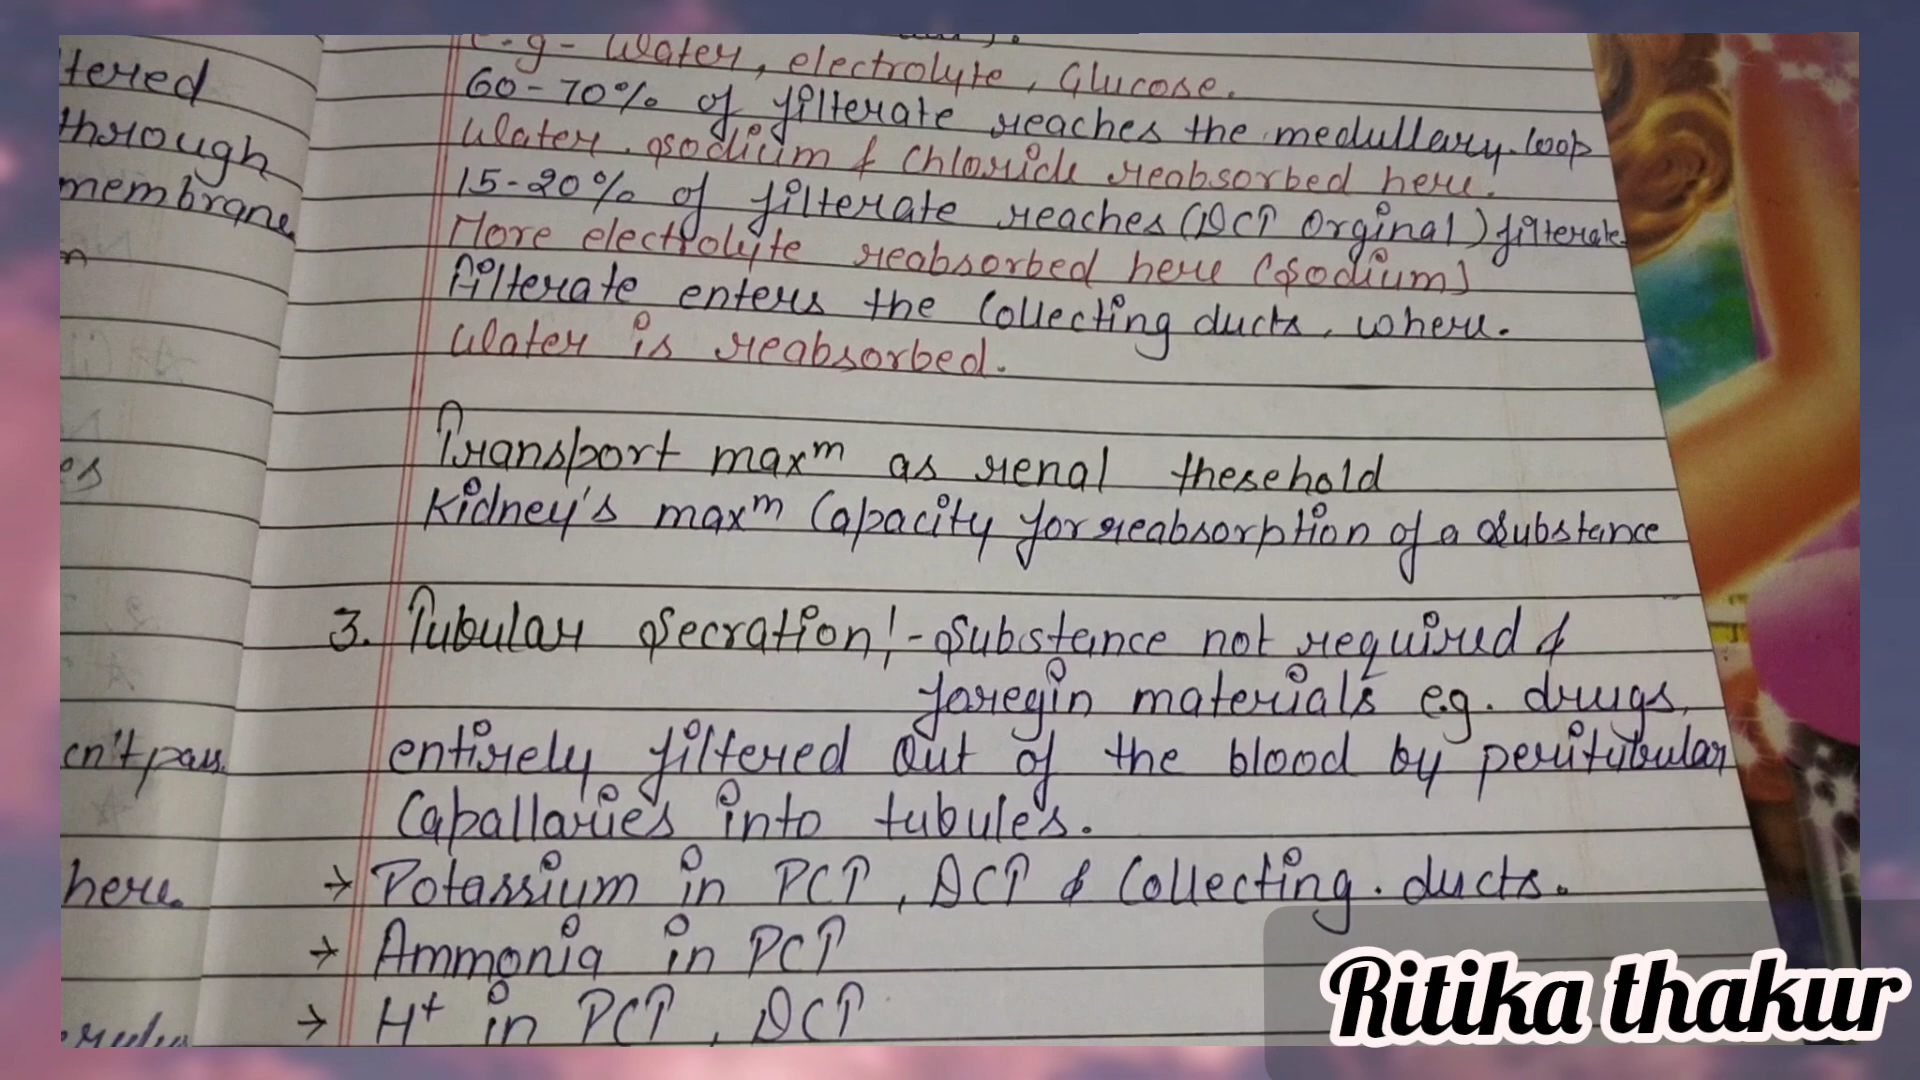 tered
through
membrane
n
es
cn't pass
here.
e.g - Water, electrolyte, Glucose.
60-70% of filterate reaches the medullary loop
Water. sodium & Chloride reabsorbed here.
15-20% of filterate reaches (DCT Orginal) filterate.
More electrolyte reabsorbed here (sodium)
filterate enters the Collecting ducts, where.
Water is reabsorbed.
Transport maxm as renal thesehold
Kidney's maxm Capacity for reabsorption of a substance
3. Tubular Secration:- Substance not required &
foregin materials e.g. drugs,
entirely filtered out of the blood by peritubular
Caballaries into tubules.
→ Potassium in PCT, DCT & Collecting. ducts.
→ Ammonia in PCT
→ H+ in PCT, DCT
Ritika thakur